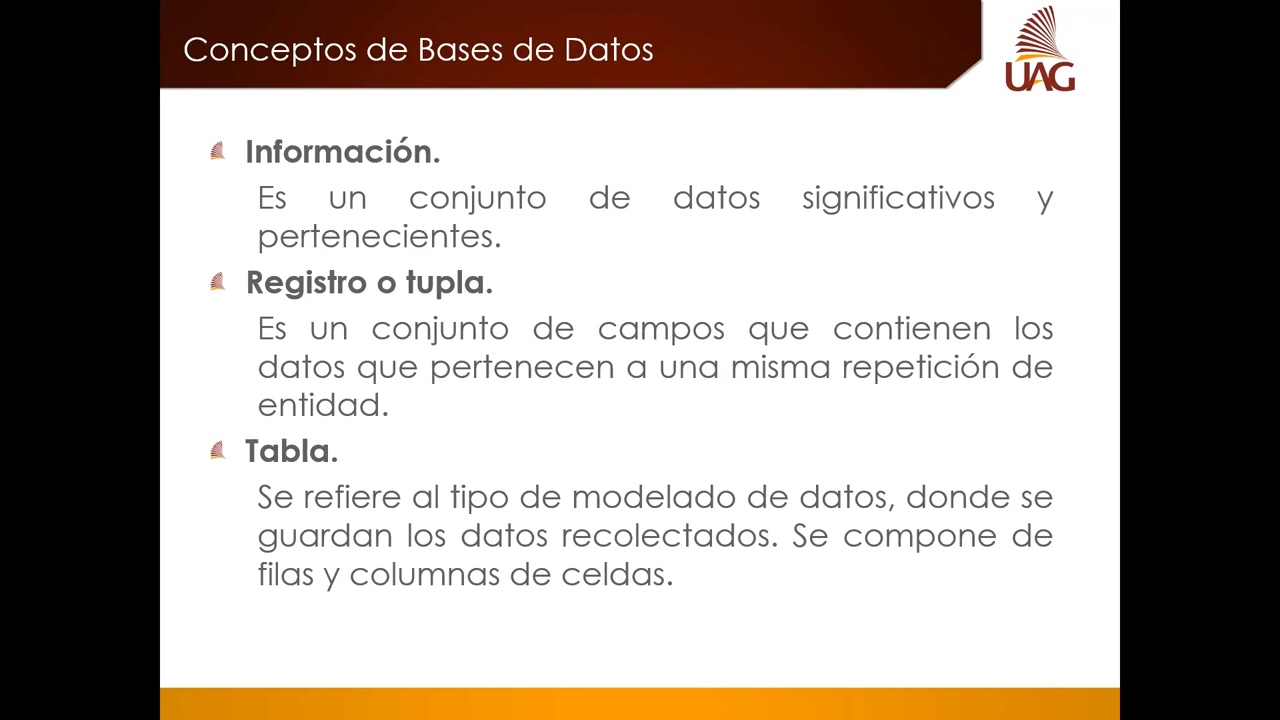 Conceptos de Bases de Datos
UAG
Información.
Es un conjunto de datos significativos y
pertenecientes.
Registro o tupla.
Es un conjunto de campos que contienen los
datos que pertenecen a una misma repetición de
entidad.
Tabla.
Se refiere al tipo de modelado de datos, donde se
guardan los datos recolectados. Se compone de
filas y columnas de celdas.